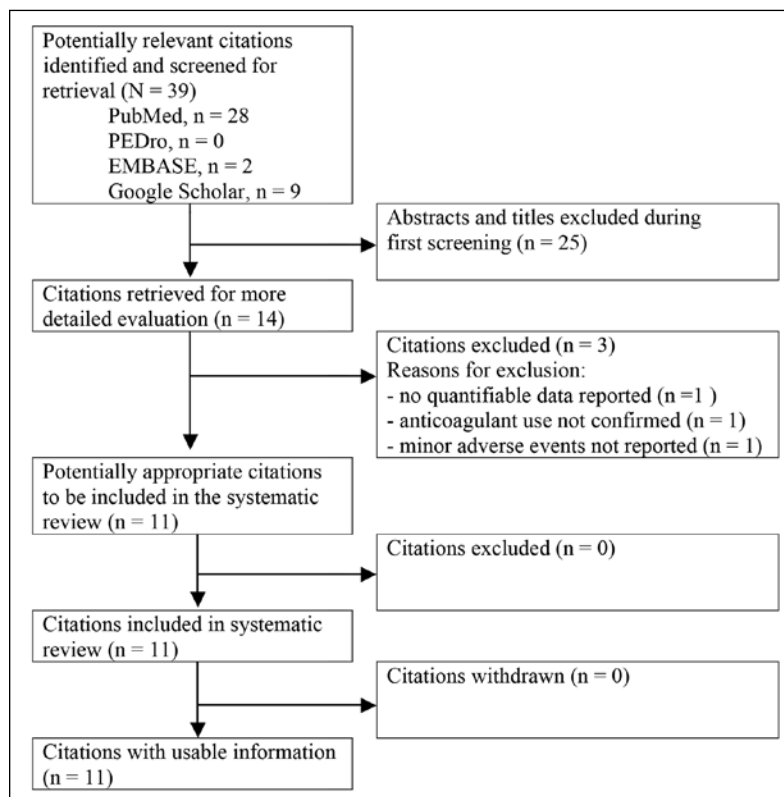 Potentially relevant citations
identified and screened for
retrieval (N = 39)
PubMed, n = 28
PEDro, n = 0
EMBASE, n = 2
Google Scholar, n = 9
Abstracts and titles excluded during
first screening (n = 25)
Citations retrieved for more
detailed evaluation (n = 14)
Citations excluded (n = 3)
Reasons for exclusion:
- no quantifiable data reported (n =1 )
- anticoagulant use not confirmed (n = 1)
- minor adverse events not reported (n = 1)
Potentially appropriate citations
to be included in the systematic
review (n = 11)
Citations excluded (n = 0)
Citations included in systematic
review (n = 11)
Citations withdrawn (n = 0)
Citations with usable information
(n = 11)